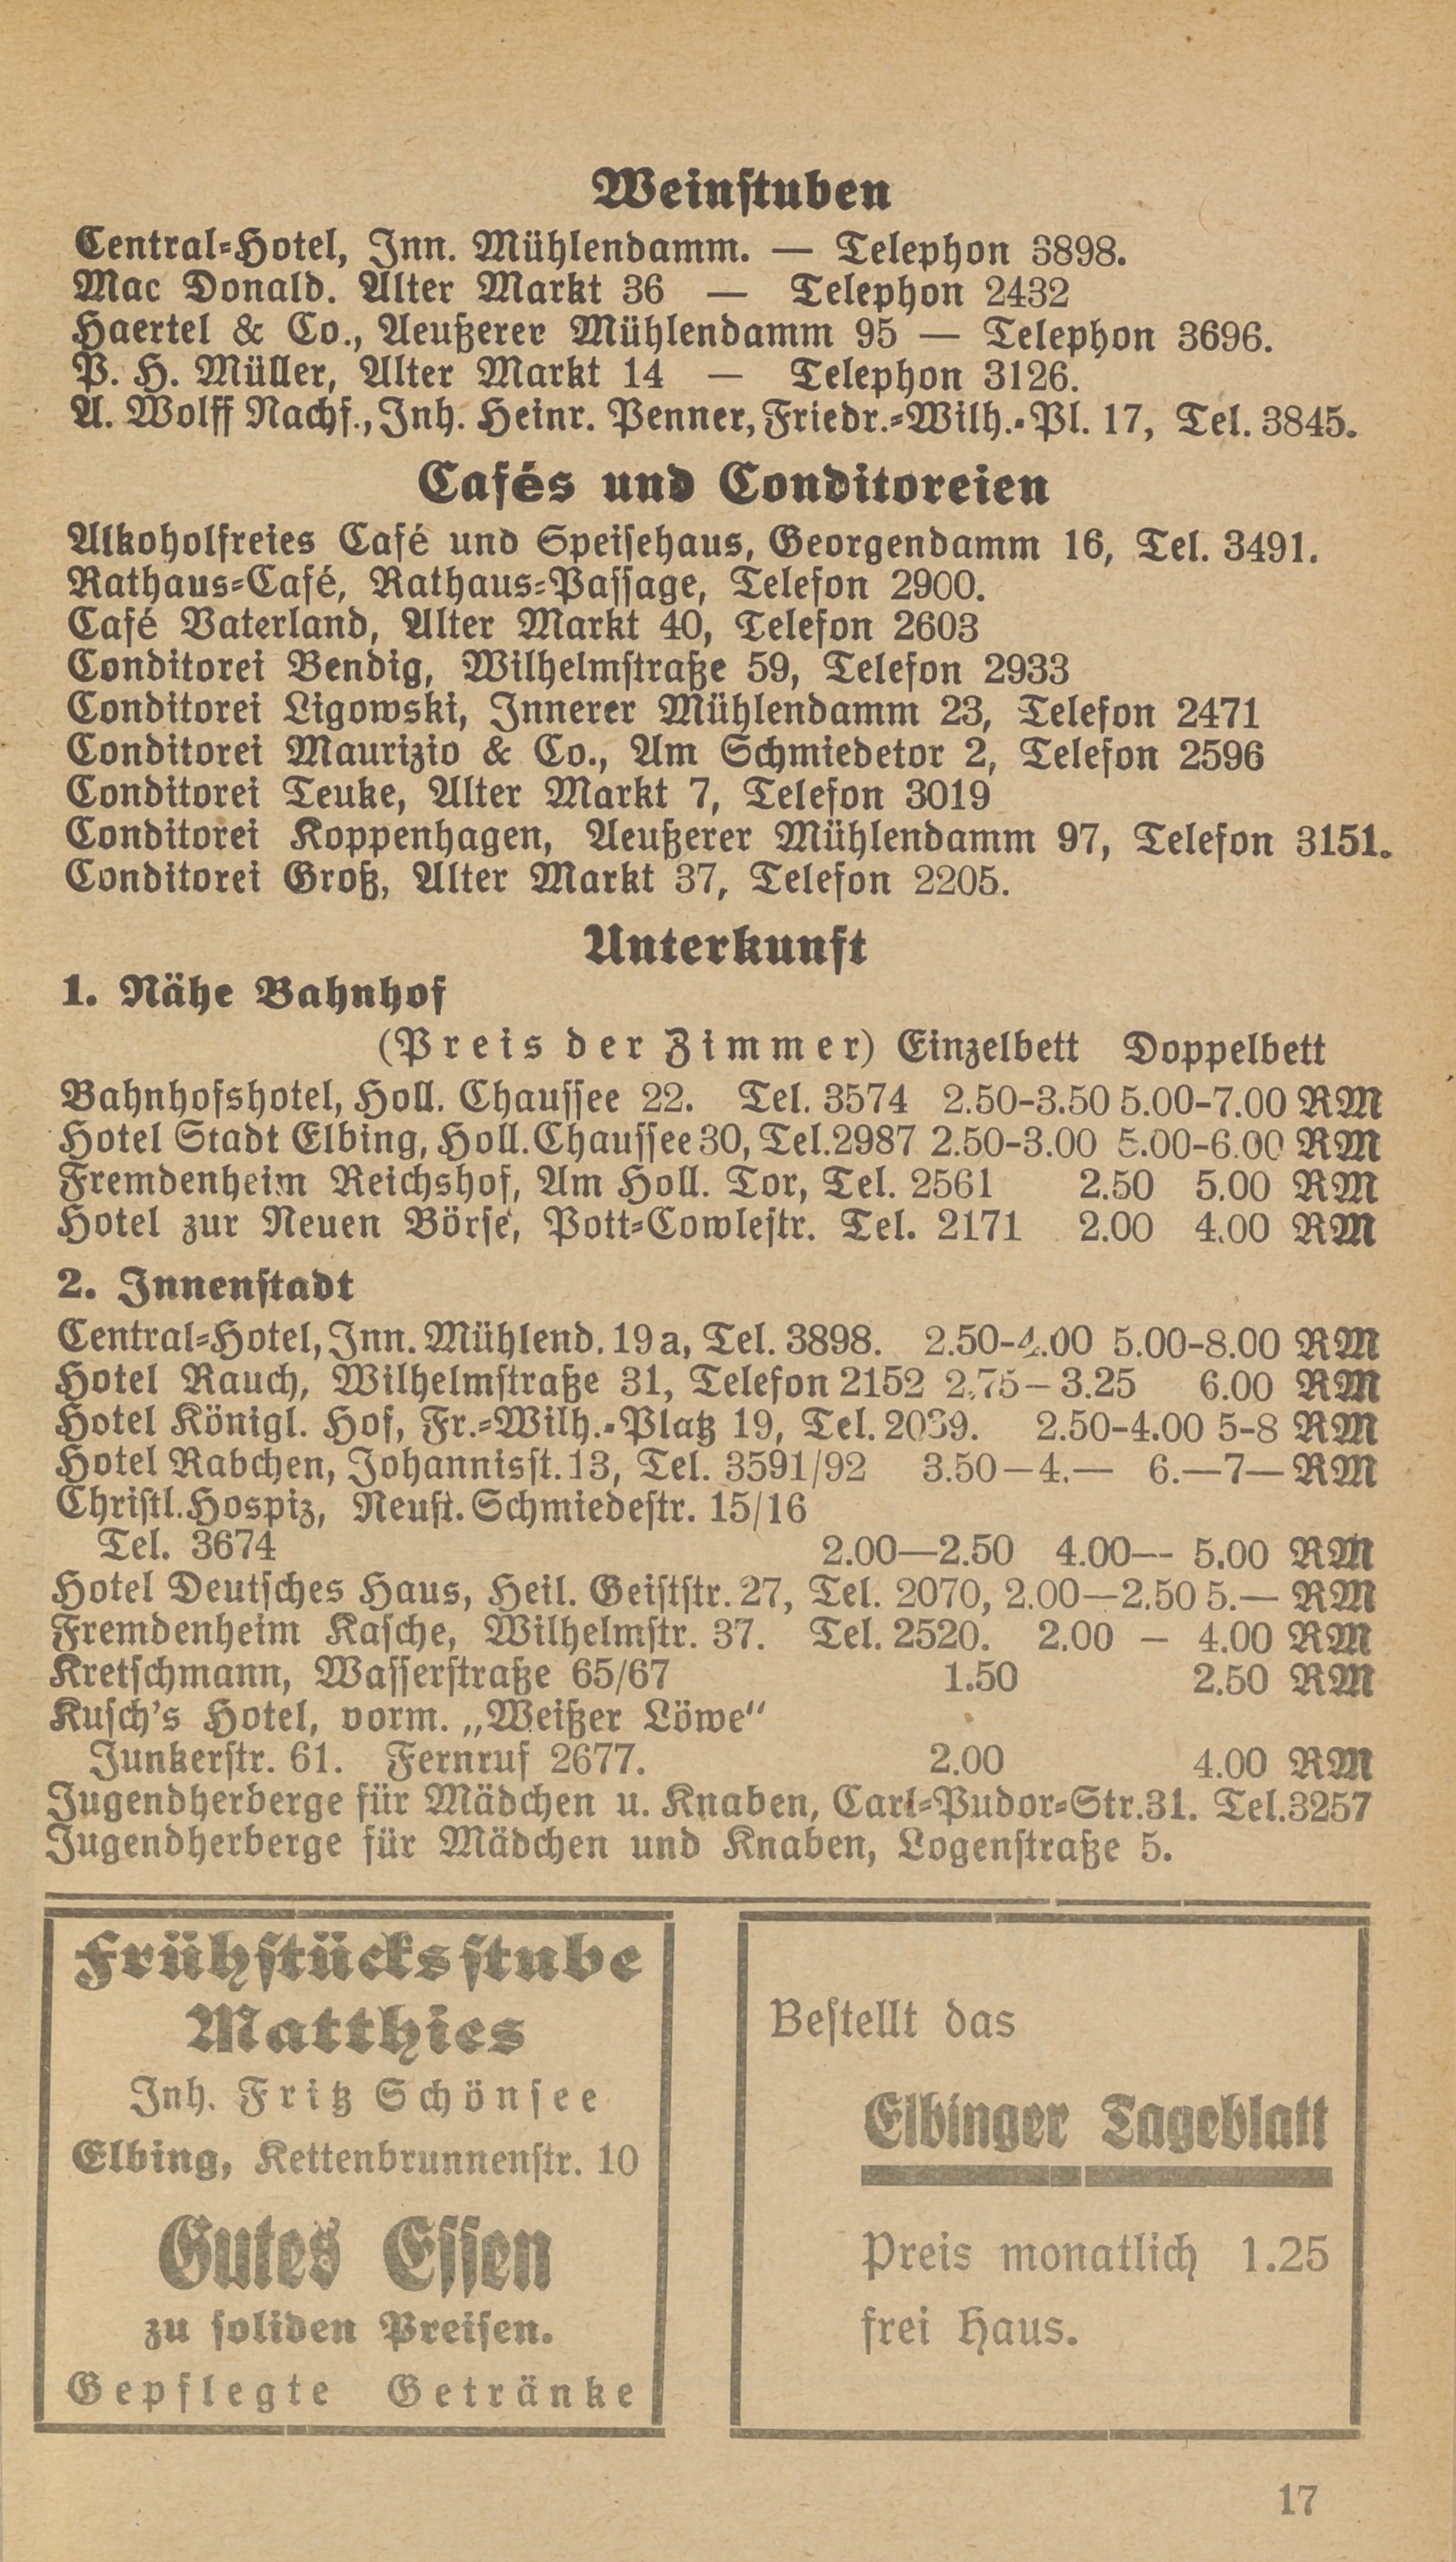 Weinstuben
Central-Hotel, Inn. Mühlendamm. — Telephon 3898.
Mac Donald. Alter Markt 36 — Telephon 2432
Haertel & Co., Aeußerer Mühlendamm 95 — Telephon 3696.
P. H. Müller, Alter Markt 14 — Telephon 3126.
A. Wolff Nachf., Inh. Heinr. Penner, Friedr.-Wilh.-Pl. 17, Tel. 3845.
Cafés und Conditoreien
Alkoholfreies Café und Speisehaus, Georgendamm 16, Tel. 3491.
Rathaus-Café, Rathaus-Passage, Telefon 2900.
Café Vaterland, Alter Markt 40, Telefon 2603
Conditorei Bendig, Wilhelmstraße 59, Telefon 2933
Conditorei Ligowski, Innerer Mühlendamm 23, Telefon 2471
Conditorei Maurizio & Co., Am Schmiedetor 2, Telefon 2596
Conditorei Teuke, Alter Markt 7, Telefon 3019
Conditorei Koppenhagen, Aeußerer Mühlendamm 97, Telefon 3151.
Conditorei Groß, Alter Markt 37, Telefon 2205.
Unterkunft
1. Nähe Bahnhof
(Preis der Zimmer) Einzelbett Doppelbett
Bahnhofshotel, Holl. Chaussee 22. Tel. 3574 2.50-3.50 5.00-7.00 RM
Hotel Stadt Elbing, Holl. Chaussee 30, Tel. 2987 2.50-3.00 5.00-6.00 RM
Fremdenheim Reichshof, Am Holl. Tor, Tel. 2561 2.50 5.00 RM
Hotel zur Neuen Börse, Pott-Cowlestr. Tel. 2171 2.00 4.00 RM
2. Innenstadt
Central-Hotel, Inn. Mühlend. 19a, Tel. 3898. 2.50-4.00 5.00-8.00 RM
Hotel Rauch, Wilhelmstraße 31, Telefon 2152 2.75–3.25 6.00 RM
Hotel Königl. Hof, Fr.-Wilh.-Platz 19, Tel. 2039. 2.50-4.00 5-8 RM
Hotel Rabchen, Johannisst. 13, Tel. 3591/92 3.50–4.— 6.—7— RM
Christl. Hospiz, Neust. Schmiedestr. 15/16
Tel. 3674 2.00—2.50 4.00— 5.00 RM
Hotel Deutsches Haus, Heil. Geiststr. 27, Tel. 2070, 2.00—2.50 5.— RM
Fremdenheim Kasche, Wilhelmstr. 37. Tel. 2520. 2.00 – 4.00 RM
Kretschmann, Wasserstraße 65/67 1.50 2.50 RM
Kusch's Hotel, vorm. „Weißer Löwe"
Junkerstr. 61. Fernruf 2677. 2.00 4.00 RM
Jugendherberge für Mädchen u. Knaben, Carl-Pudor-Str. 31. Tel. 3257
Jugendherberge für Mädchen und Knaben, Logenstraße 5.
Frühstücksstube
Matthies
Inh. Fritz Schönsee
Elbing, Kettenbrunnenstr. 10
Gutes Essen
zu soliden Preisen.
Gepflegte Getränke
Bestellt das
Elbinger Tageblatt
Preis monatlich 1.25
frei Haus.
17